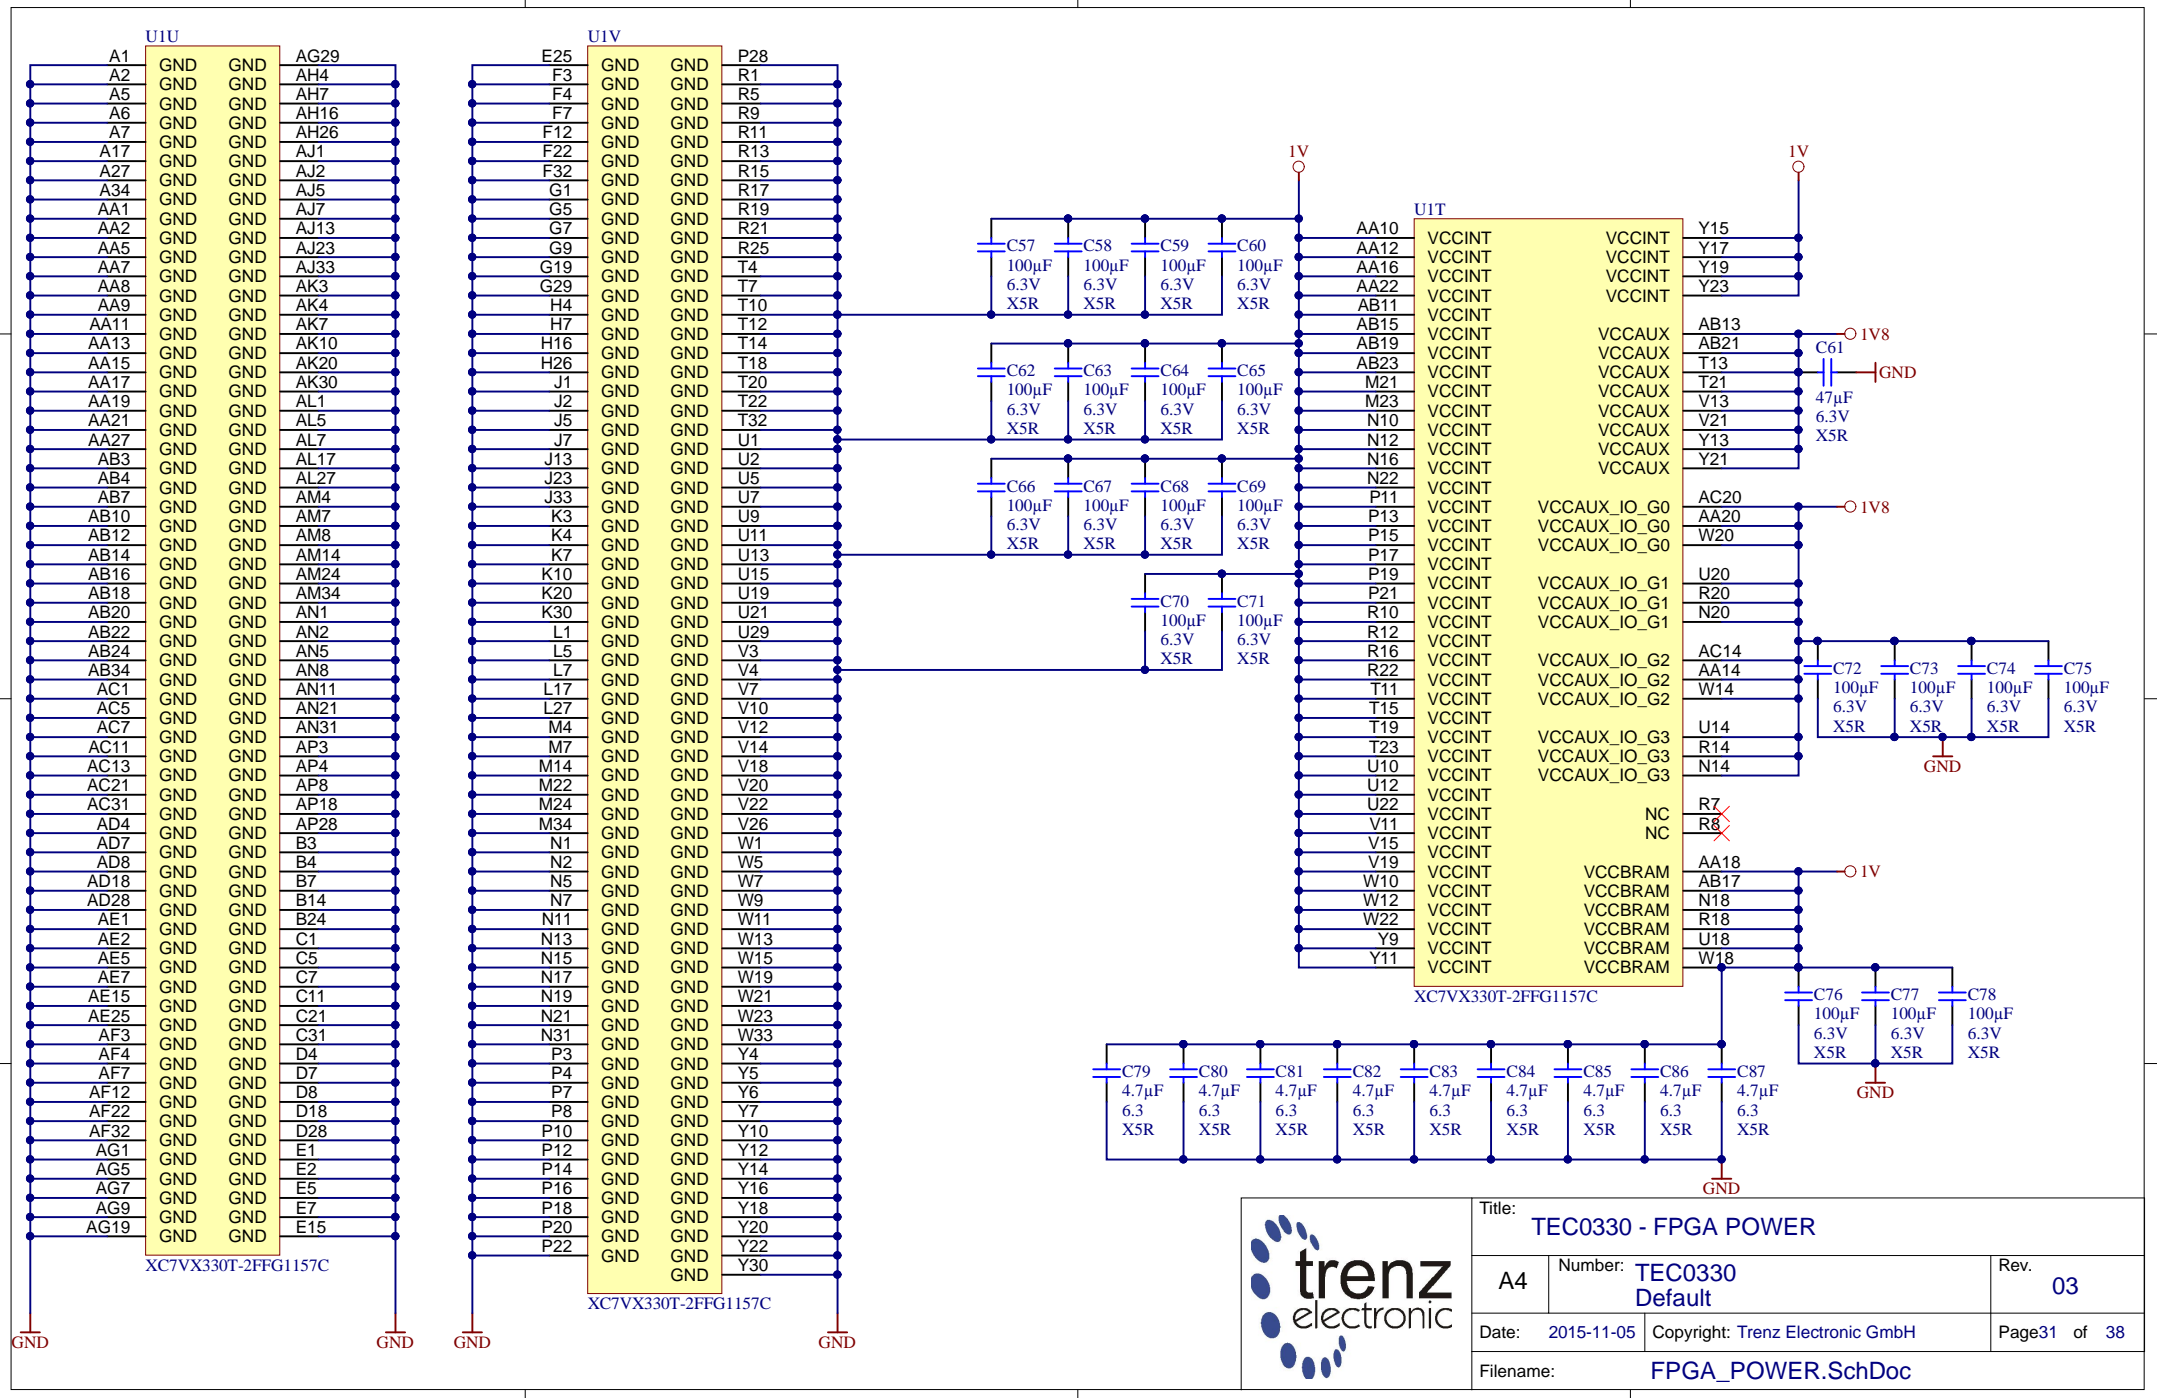 U1U
A1 GND GND AG29
A2 GND GND AH4
A5 GND GND AH7
A6 GND GND AH16
A7 GND GND AH26
A17 GND GND AJ1
A27 GND GND AJ2
A34 GND GND AJ5
AA1 GND GND AJ7
AA2 GND GND AJ13
AA5 GND GND AJ23
AA7 GND GND AJ33
AA8 GND GND AK3
AA9 GND GND AK4
AA11 GND GND AK7
AA13 GND GND AK10
AA15 GND GND AK20
AA17 GND GND AK30
AA19 GND GND AL1
AA21 GND GND AL5
AA27 GND GND AL7
AB3 GND GND AL17
AB4 GND GND AL27
AB7 GND GND AM4
AB10 GND GND AM7
AB12 GND GND AM8
AB14 GND GND AM14
AB16 GND GND AM24
AB18 GND GND AM34
AB20 GND GND AN1
AB22 GND GND AN2
AB24 GND GND AN5
AB34 GND GND AN8
AC1 GND GND AN11
AC5 GND GND AN21
AC7 GND GND AN31
AC11 GND GND AP3
AC13 GND GND AP4
AC21 GND GND AP8
AC31 GND GND AP18
AD4 GND GND AP28
AD7 GND GND B3
AD8 GND GND B4
AD18 GND GND B7
AD28 GND GND B14
AE1 GND GND B24
AE2 GND GND C1
AE5 GND GND C5
AE7 GND GND C7
AE15 GND GND C11
AE25 GND GND C21
AF3 GND GND C31
AF4 GND GND D4
AF7 GND GND D7
AF12 GND GND D8
AF22 GND GND D18
AF32 GND GND D28
AG1 GND GND E1
AG5 GND GND E2
AG7 GND GND E5
AG9 GND GND E7
AG19 GND GND E15
XC7VX330T-2FFG1157C
GND GND
U1V
E25 GND GND P28
F3 GND GND R1
F4 GND GND R5
F7 GND GND R9
F12 GND GND R11
F22 GND GND R13
F32 GND GND R15
G1 GND GND R17
G5 GND GND R19
G7 GND GND R21
G9 GND GND R25
G19 GND GND T4
G29 GND GND T7
H4 GND GND T10
H7 GND GND T12
H16 GND GND T14
H26 GND GND T18
J1 GND GND T20
J2 GND GND T22
J5 GND GND T32
J7 GND GND U1
J13 GND GND U2
J23 GND GND U5
J33 GND GND U7
K3 GND GND U9
K4 GND GND U11
K7 GND GND U13
K10 GND GND U15
K20 GND GND U19
K30 GND GND U21
L1 GND GND U29
L5 GND GND V3
L7 GND GND V4
L17 GND GND V7
L27 GND GND V10
M4 GND GND V12
M7 GND GND V14
M14 GND GND V18
M22 GND GND V20
M24 GND GND V22
M34 GND GND V26
N1 GND GND W1
N2 GND GND W5
N5 GND GND W7
N7 GND GND W9
N11 GND GND W11
N13 GND GND W13
N15 GND GND W15
N17 GND GND W19
N19 GND GND W21
N21 GND GND W23
N31 GND GND W33
P3 GND GND Y4
P4 GND GND Y5
P7 GND GND Y6
P8 GND GND Y7
P10 GND GND Y10
P12 GND GND Y12
P14 GND GND Y14
P16 GND GND Y16
P18 GND GND Y18
P20 GND GND Y20
P22 GND GND Y22
GND Y30
XC7VX330T-2FFG1157C
GND GND
1V
C57 C58 C59 C60
100µF 100µF 100µF 100µF
6.3V 6.3V 6.3V 6.3V
X5R X5R X5R X5R
C62 C63 C64 C65
100µF 100µF 100µF 100µF
6.3V 6.3V 6.3V 6.3V
X5R X5R X5R X5R
C66 C67 C68 C69
100µF 100µF 100µF 100µF
6.3V 6.3V 6.3V 6.3V
X5R X5R X5R X5R
C70 C71
100µF 100µF
6.3V 6.3V
X5R X5R
1V
U1T
AA10 VCCINT VCCINT Y15
AA12 VCCINT VCCINT Y17
AA16 VCCINT VCCINT Y19
AA22 VCCINT VCCINT Y23
AB11 VCCINT
AB15 VCCINT VCCAUX AB13 1V8
AB19 VCCINT VCCAUX AB21
AB23 VCCINT VCCAUX T13
M21 VCCINT VCCAUX T21
M23 VCCINT VCCAUX V13
N10 VCCINT VCCAUX V21
N12 VCCINT VCCAUX Y13
N16 VCCINT VCCAUX Y21
N22 VCCINT
P11 VCCINT VCCAUX_IO_G0 AC20 1V8
P13 VCCINT VCCAUX_IO_G0 AA20
P15 VCCINT VCCAUX_IO_G0 W20
P17 VCCINT
P19 VCCINT VCCAUX_IO_G1 U20
P21 VCCINT VCCAUX_IO_G1 R20
R10 VCCINT VCCAUX_IO_G1 N20
R12 VCCINT
R16 VCCINT VCCAUX_IO_G2 AC14
R22 VCCINT VCCAUX_IO_G2 AA14
T11 VCCINT VCCAUX_IO_G2 W14
T15 VCCINT
T19 VCCINT VCCAUX_IO_G3 U14
T23 VCCINT VCCAUX_IO_G3 R14
U10 VCCINT VCCAUX_IO_G3 N14
U12 VCCINT
U22 VCCINT NC R7
V11 VCCINT NC R8
V15 VCCINT
V19 VCCINT VCCBRAM AA18 1V
W10 VCCINT VCCBRAM AB17
W12 VCCINT VCCBRAM N18
W22 VCCINT VCCBRAM R18
Y9 VCCINT VCCBRAM U18
Y11 VCCINT VCCBRAM W18
XC7VX330T-2FFG1157C
C61 GND
47µF
6.3V
X5R
C72 C73 C74 C75
100µF 100µF 100µF 100µF
6.3V 6.3V 6.3V 6.3V
X5R X5R X5R X5R
GND
C76 C77 C78
100µF 100µF 100µF
6.3V 6.3V 6.3V
X5R X5R X5R
GND
C79 C80 C81 C82 C83 C84 C85 C86 C87
4.7µF 4.7µF 4.7µF 4.7µF 4.7µF 4.7µF 4.7µF 4.7µF 4.7µF
6.3 6.3 6.3 6.3 6.3 6.3 6.3 6.3 6.3
X5R X5R X5R X5R X5R X5R X5R X5R X5R
GND
trenz
electronic
Title:
TEC0330 - FPGA POWER
A4 Number: TEC0330
Default
Rev.
03
Date: 2015-11-05 Copyright: Trenz Electronic GmbH Page31 of 38
Filename: FPGA_POWER.SchDoc